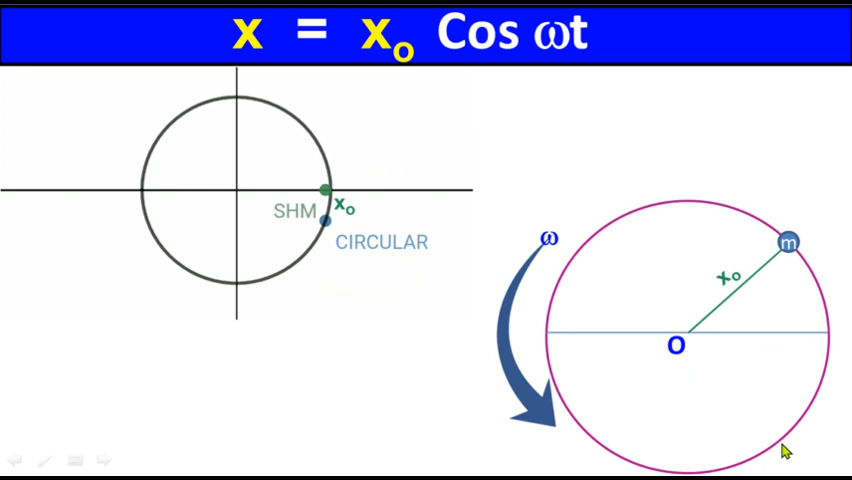 x = xₒ Cos ωt
xₒ
SHM
CIRCULAR
ω
m
xₒ
O